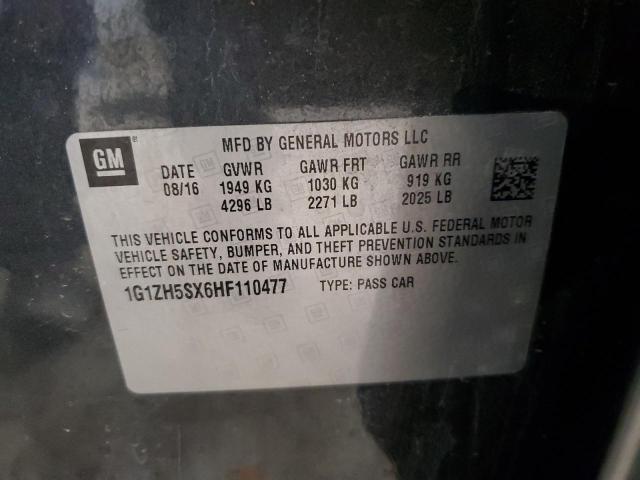 GM
MFD BY GENERAL MOTORS LLC
DATE GVWR GAWR FRT GAWR RR
08/16 1949 KG 1030 KG 919 KG
4296 LB 2271 LB 2025 LB
THIS VEHICLE CONFORMS TO ALL APPLICABLE U.S. FEDERAL MOTOR
VEHICLE SAFETY, BUMPER, AND THEFT PREVENTION STANDARDS IN
EFFECT ON THE DATE OF MANUFACTURE SHOWN ABOVE.
1G1ZH5SX6HF110477 TYPE: PASS CAR